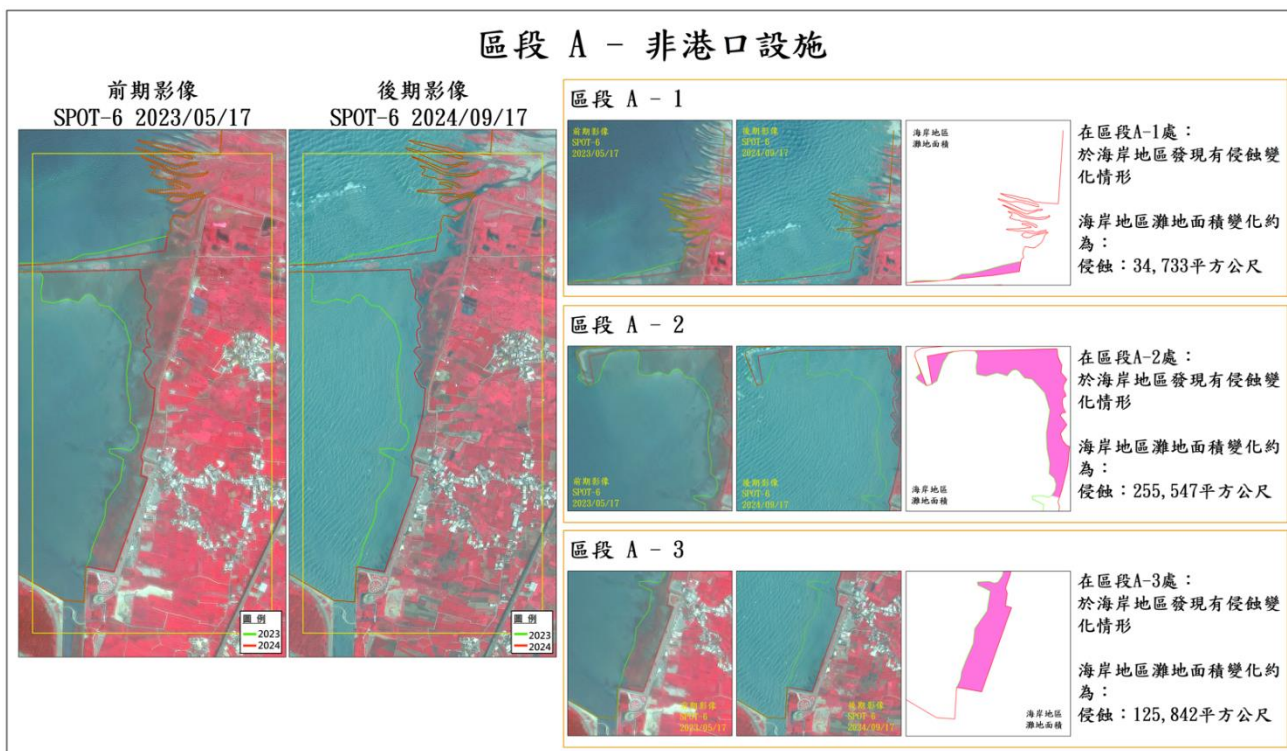 區段 A - 非港口設施
前期影像
SPOT-6 2023/05/17
後期影像
SPOT-6 2024/09/17
圖 例
2023
2024
圖 例
2023
2024
區段 A - 1
前期影像
SPOT-6
2023/05/17
後期影像
SPOT-6
2024/09/17
海岸地區
灘地面積
在區段A-1處：
於海岸地區發現有侵蝕變
化情形
海岸地區灘地面積變化約
為：
侵蝕：34,733平方公尺
區段 A - 2
前期影像
SPOT-6
2023/05/17
後期影像
SPOT-6
2024/09/17
海岸地區
灘地面積
在區段A-2處：
於海岸地區發現有侵蝕變
化情形
海岸地區灘地面積變化約
為：
侵蝕：255,547平方公尺
區段 A - 3
前期影像
SPOT-6
2023/05/17
後期影像
SPOT-6
2024/09/17
海岸地區
灘地面積
在區段A-3處：
於海岸地區發現有侵蝕變
化情形
海岸地區灘地面積變化約
為：
侵蝕：125,842平方公尺